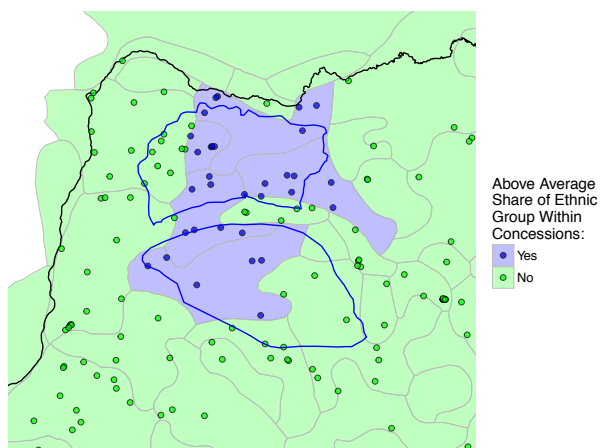 Above Average
Share of Ethnic
Group Within
Concessions:
Yes
No